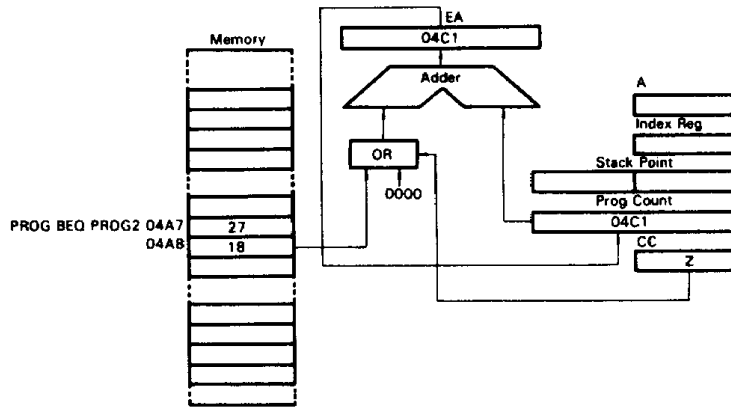 EA
04C1
Memory
Adder
A
Index Reg
OR
Stack Point
0000
Prog Count
PROG BEQ PROG2 04A7 27
04C1
04A8 18
CC
Z